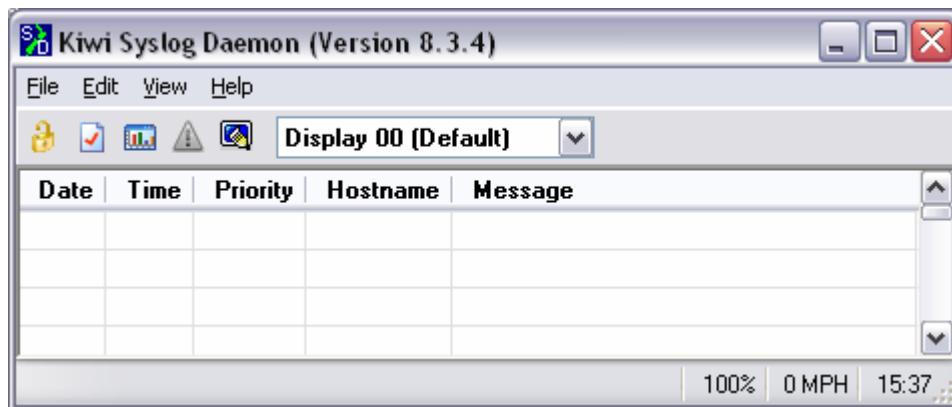 Kiwi Syslog Daemon (Version 8.3.4)
File Edit View Help
Display 00 (Default)
Date Time Priority Hostname Message
100% 0 MPH 15:37